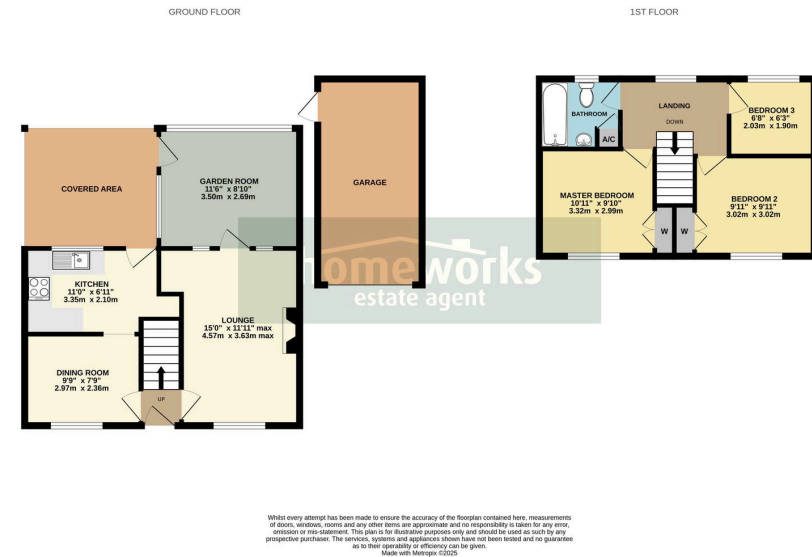 GROUND FLOOR
1ST FLOOR
COVERED AREA
GARDEN ROOM
11'6" x 8'10"
3.50m x 2.69m
GARAGE
KITCHEN
11'0" x 6'11"
3.35m x 2.10m
LOUNGE
15'0" x 11'11" max
4.57m x 3.63m max
DINING ROOM
9'9" x 7'9"
2.97m x 2.36m
UP
BATHROOM
A/C
LANDING
DOWN
BEDROOM 3
6'8" x 6'3"
2.03m x 1.90m
MASTER BEDROOM
10'11" x 9'10"
3.32m x 2.99m
BEDROOM 2
9'11" x 9'11"
3.02m x 3.02m
W
W
homeworks
estate agent
Whilst every attempt has been made to ensure the accuracy of the floorplan contained here, measurements
of doors, windows, rooms and any other items are approximate and no responsibility is taken for any error,
omission or mis-statement. This plan is for illustrative purposes only and should be used as such by any
prospective purchaser. The services, systems and appliances shown have not been tested and no guarantee
as to their operability or efficiency can be given.
Made with Metropix ©2025